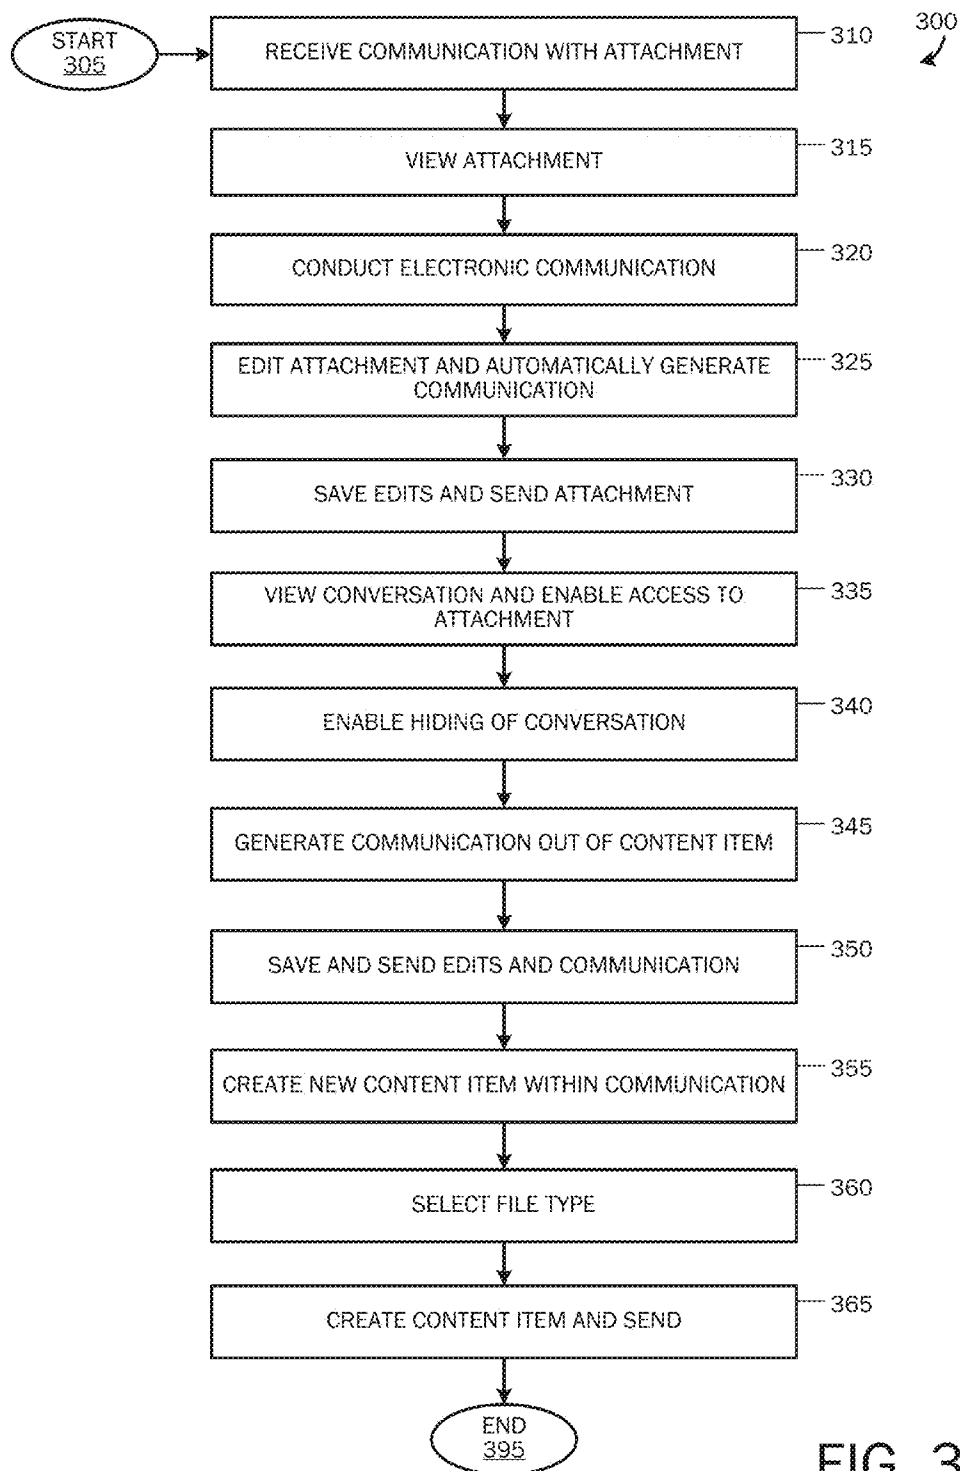 START
305
RECEIVE COMMUNICATION WITH ATTACHMENT
310
300
VIEW ATTACHMENT
315
CONDUCT ELECTRONIC COMMUNICATION
320
EDIT ATTACHMENT AND AUTOMATICALLY GENERATE
COMMUNICATION
325
SAVE EDITS AND SEND ATTACHMENT
330
VIEW CONVERSATION AND ENABLE ACCESS TO
ATTACHMENT
335
ENABLE HIDING OF CONVERSATION
340
GENERATE COMMUNICATION OUT OF CONTENT ITEM
345
SAVE AND SEND EDITS AND COMMUNICATION
350
CREATE NEW CONTENT ITEM WITHIN COMMUNICATION
355
SELECT FILE TYPE
360
CREATE CONTENT ITEM AND SEND
365
END
395
FIG. 3